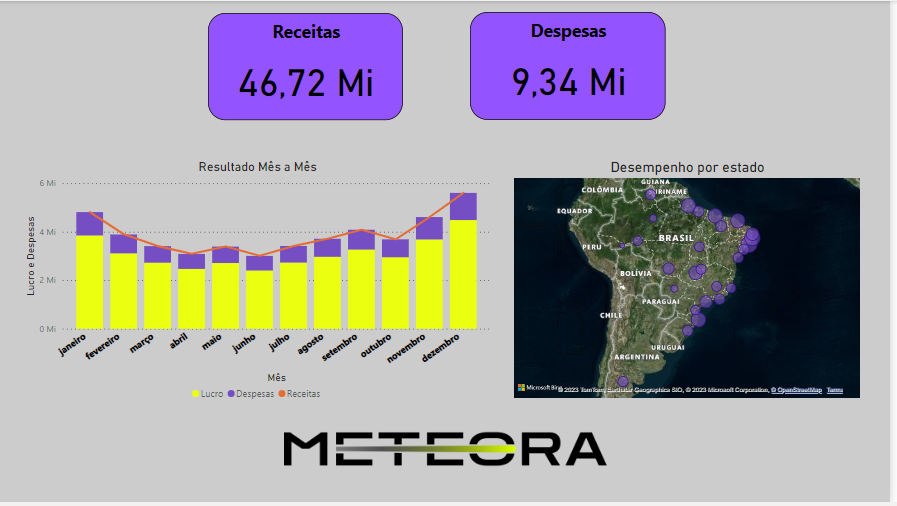 Receitas
46,72 Mi
Despesas
9,34 Mi
Resultado Mês a Mês
6 Mi
4 Mi
2 Mi
0 Mi
Lucro e Despesas
janeiro
fevereiro
março
abril
maio
junho
julho
agosto
setembro
outubro
novembro
dezembro
Mês
Lucro
Despesas
Receitas
Desempenho por estado
GUIANA
COLÔMBIA
SURINAME
EQUADOR
BRASIL
PERU
BOLÍVIA
PARAGUAI
CHILE
URUGUAI
ARGENTINA
Microsoft Bing
© 2023 TomTom, Earthstar Geographics SIO, © 2023 Microsoft Corporation, © OpenStreetMap Terms
METEORA